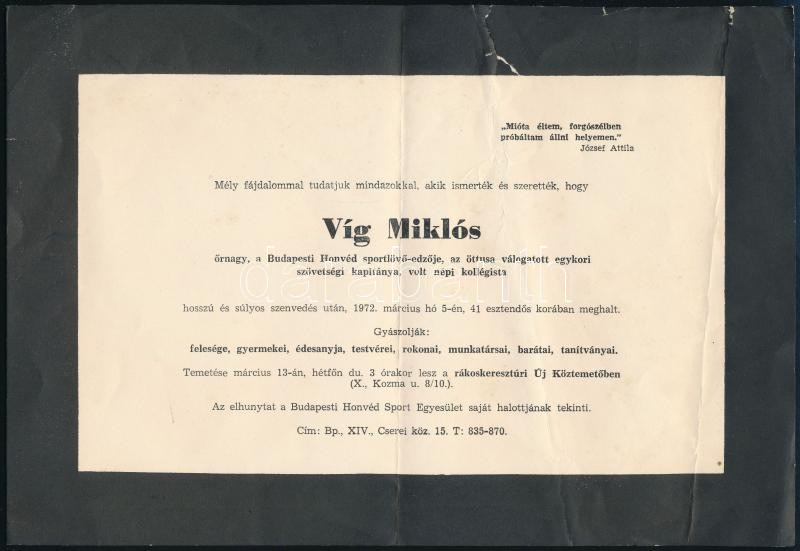 „Mióta éltem, forgószélben
próbáltam állni helyemen."
József Attila
Mély fájdalommal tudatjuk mindazokkal, akik ismerték és szerették, hogy
Víg Miklós
őrnagy, a Budapesti Honvéd sportlövő-edzője, az öttusa válogatott egykori
szövetségi kapitánya, volt népi kollégista
darabanth
hosszú és súlyos szenvedés után, 1972. március hó 5-én, 41 esztendős korában meghalt.
Gyászolják:
felesége, gyermekei, édesanyja, testvérei, rokonai, munkatársai, barátai, tanítványai.
Temetése március 13-án, hétfőn du. 3 órakor lesz a rákoskeresztúri Új Köztemetőben
(X., Kozma u. 8/10.).
Az elhunytat a Budapesti Honvéd Sport Egyesület saját halottjának tekinti.
Cím: Bp., XIV., Cserei köz. 15. T: 835-870.